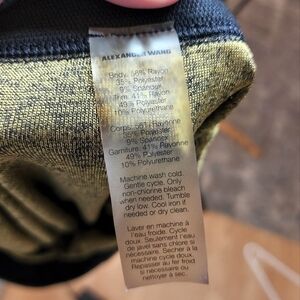 ALEXANDER WANG
Body: 56% Rayon
35% Polyester
9% Spandex
Trim: 41% Rayon
49% Polyester
10% Polyurethane
Corps: 56% Rayonne
35% Polyester
9% Spandex
Garniture: 41% Rayonne
49% Polyester
10% Polyurethane
Machine wash cold.
Gentle cycle. Only
non-chlorine bleach
when needed. Tumble
dry low. Cool iron if
needed or dry clean.
Laver en machine à
l'eau froide. Cycle
doux. Seulement l'eau
de javel sans chlore si
nécessaire. Sécher à la
machine cycle doux.
Repasser au fer froid
si nécessaire ou
nettoyer à sec.